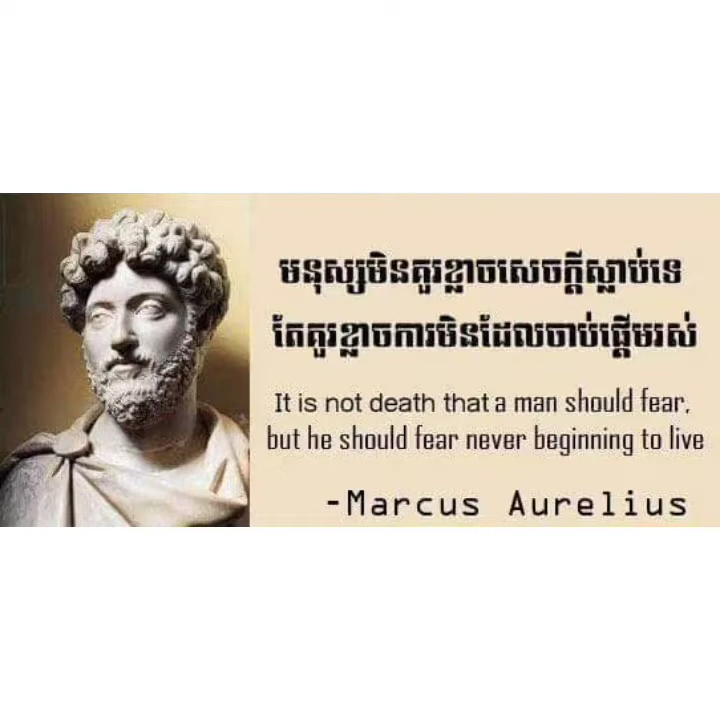 មនុស្សមិនគួរខ្លាចសេចក្ដីស្លាប់ទេ
តែគួរខ្លាចការមិនដែលចាប់ផ្ដើមរស់
It is not death that a man should fear,
but he should fear never beginning to live
-Marcus Aurelius